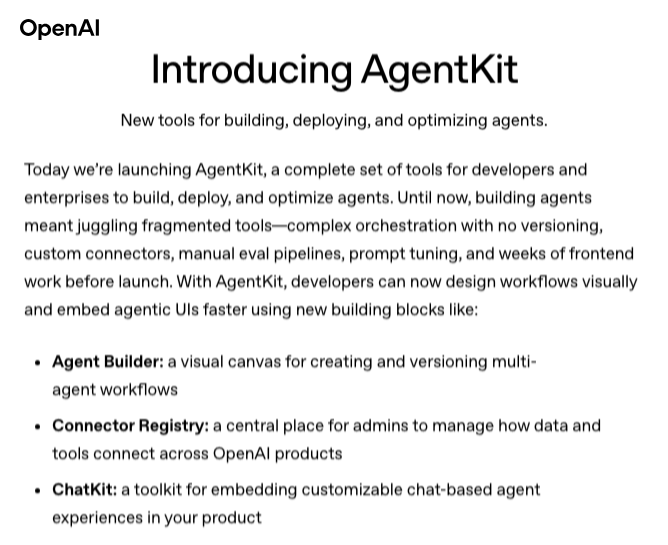 OpenAI
Introducing AgentKit
New tools for building, deploying, and optimizing agents.
Today we're launching AgentKit, a complete set of tools for developers and
enterprises to build, deploy, and optimize agents. Until now, building agents
meant juggling fragmented tools—complex orchestration with no versioning,
custom connectors, manual eval pipelines, prompt tuning, and weeks of frontend
work before launch. With AgentKit, developers can now design workflows visually
and embed agentic UIs faster using new building blocks like:
• Agent Builder: a visual canvas for creating and versioning multi-
agent workflows
• Connector Registry: a central place for admins to manage how data and
tools connect across OpenAI products
• ChatKit: a toolkit for embedding customizable chat-based agent
experiences in your product